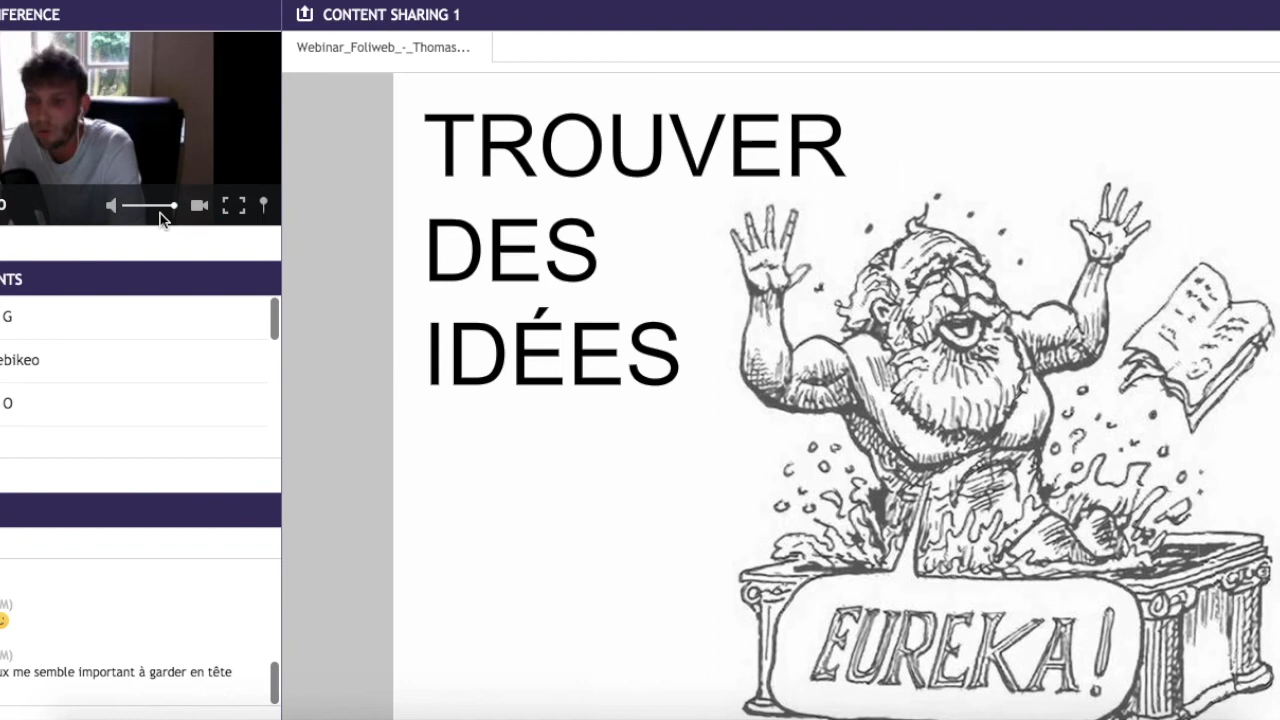 FERENCE
CONTENT SHARING 1
Webinar_Foliweb_-_Thomas...
NTS
G
ebikeo
O
M)
M)
ux me semble important à garder en tête
TROUVER
DES
IDÉES
EUREKA!